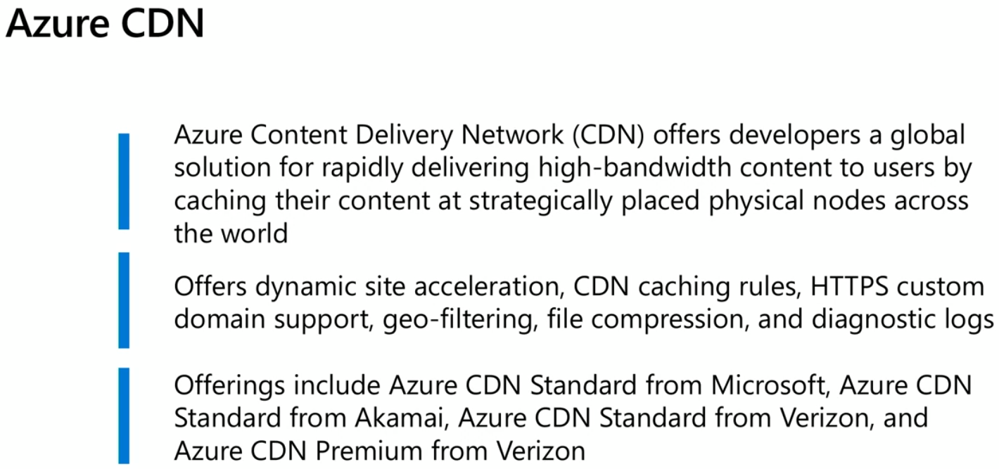 Azure CDN
Azure Content Delivery Network (CDN) offers developers a global
solution for rapidly delivering high-bandwidth content to users by
caching their content at strategically placed physical nodes across
the world
Offers dynamic site acceleration, CDN caching rules, HTTPS custom
domain support, geo-filtering, file compression, and diagnostic logs
Offerings include Azure CDN Standard from Microsoft, Azure CDN
Standard from Akamai, Azure CDN Standard from Verizon, and
Azure CDN Premium from Verizon